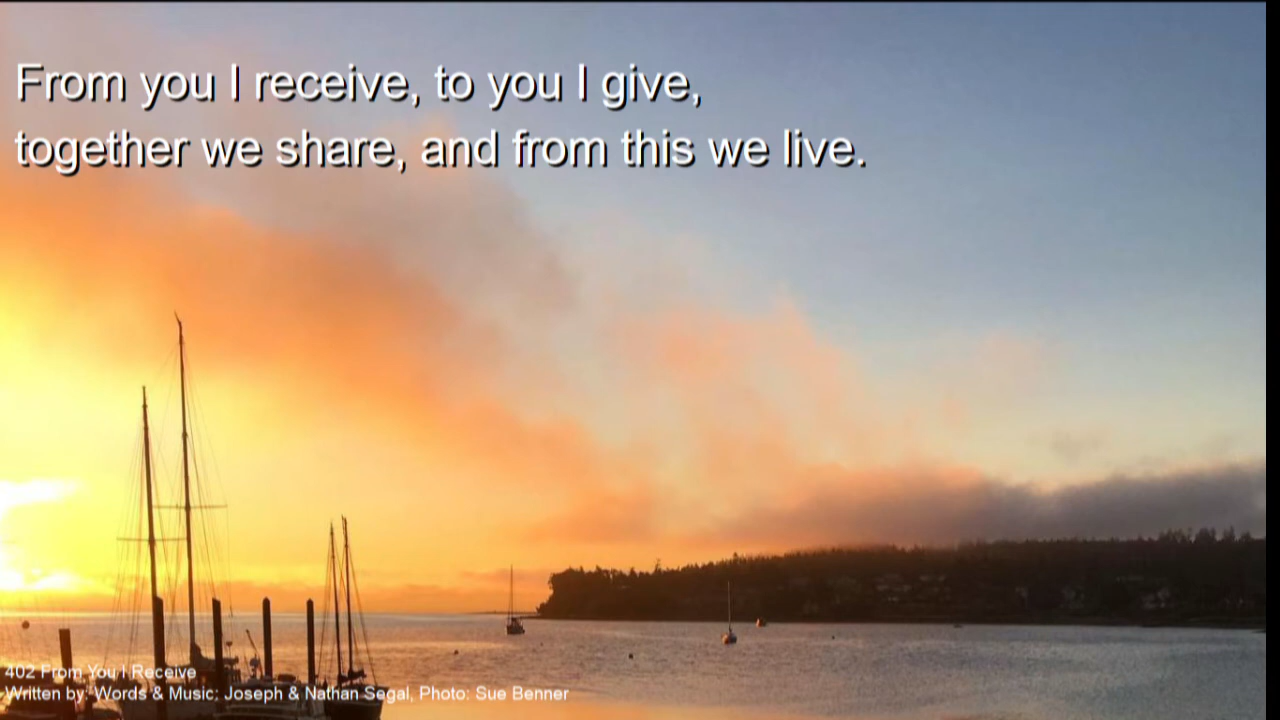 From you I receive, to you I give,
together we share, and from this we live.
402 From You I Receive
Written by: Words & Music: Joseph & Nathan Segal, Photo: Sue Benner